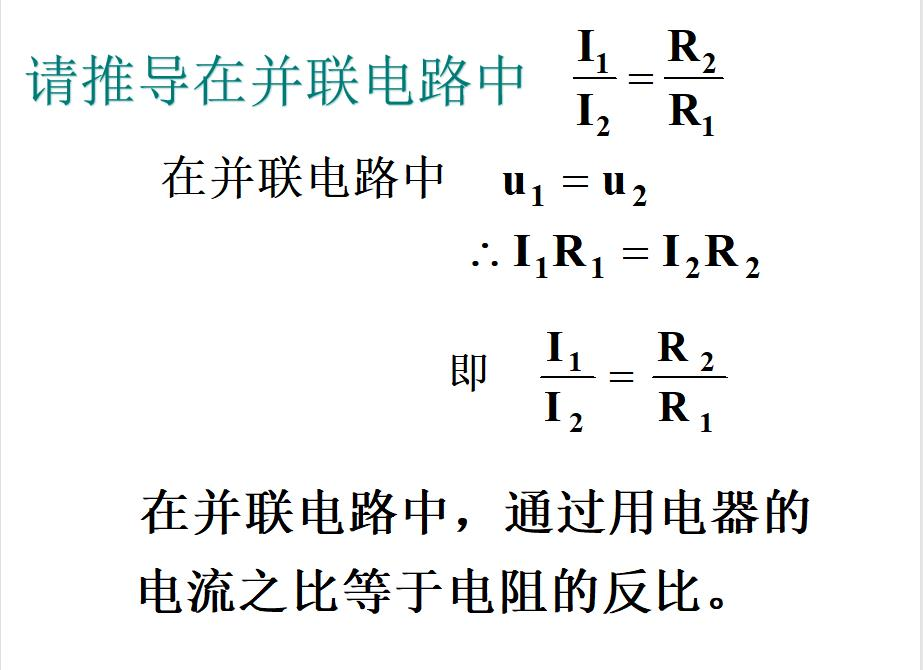 请推导在并联电路中 I₁/I₂ = R₂/R₁
在并联电路中 u₁ = u₂
∴ I₁R₁ = I₂R₂
即 I₁/I₂ = R₂/R₁
在并联电路中，通过用电器的
电流之比等于电阻的反比。